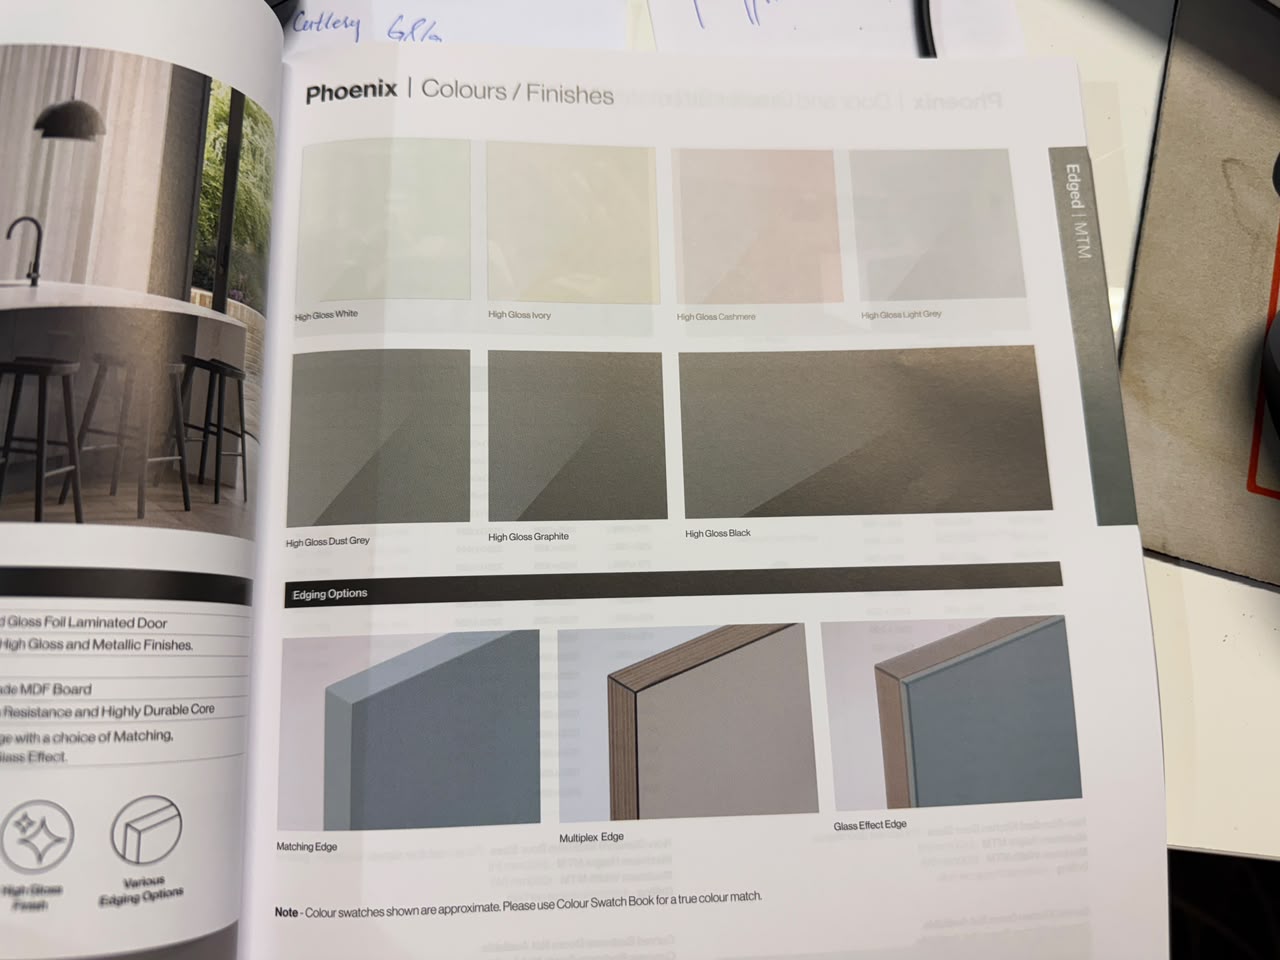 Cutlery
Phoenix | Colours / Finishes
Edged | MTM
High Gloss White
High Gloss Ivory
High Gloss Cashmere
High Gloss Light Grey
High Gloss Dust Grey
High Gloss Graphite
High Gloss Black
Edging Options
Matching Edge
Multiplex Edge
Glass Effect Edge
Note - Colour swatches shown are approximate. Please use Colour Swatch Book for a true colour match.
Gloss Foil Laminated Door
High Gloss and Metallic Finishes.
MDF Board
Resistance and Highly Durable Core
with a choice of Matching,
Effect.
High Gloss
Finish
Various
Edging Options